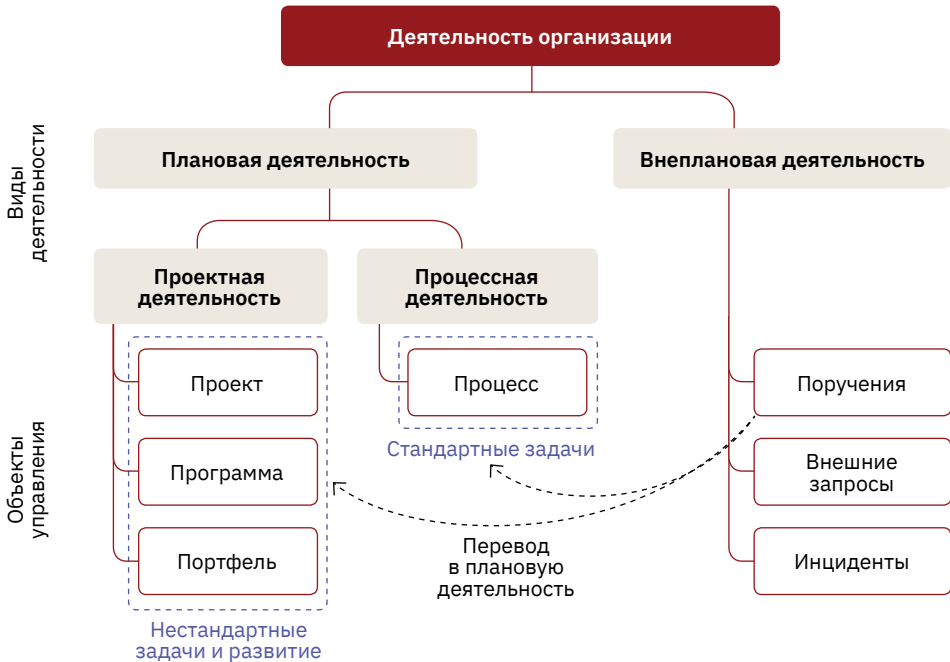 Деятельность организации
Виды
деятельности
Плановая деятельность
Внеплановая деятельность
Проектная
деятельность
Процессная
деятельность
Объекты
управления
Проект
Процесс
Поручения
Стандартные задачи
Программа
Внешние
запросы
Перевод
в плановую
деятельность
Портфель
Инциденты
Нестандартные
задачи и развитие